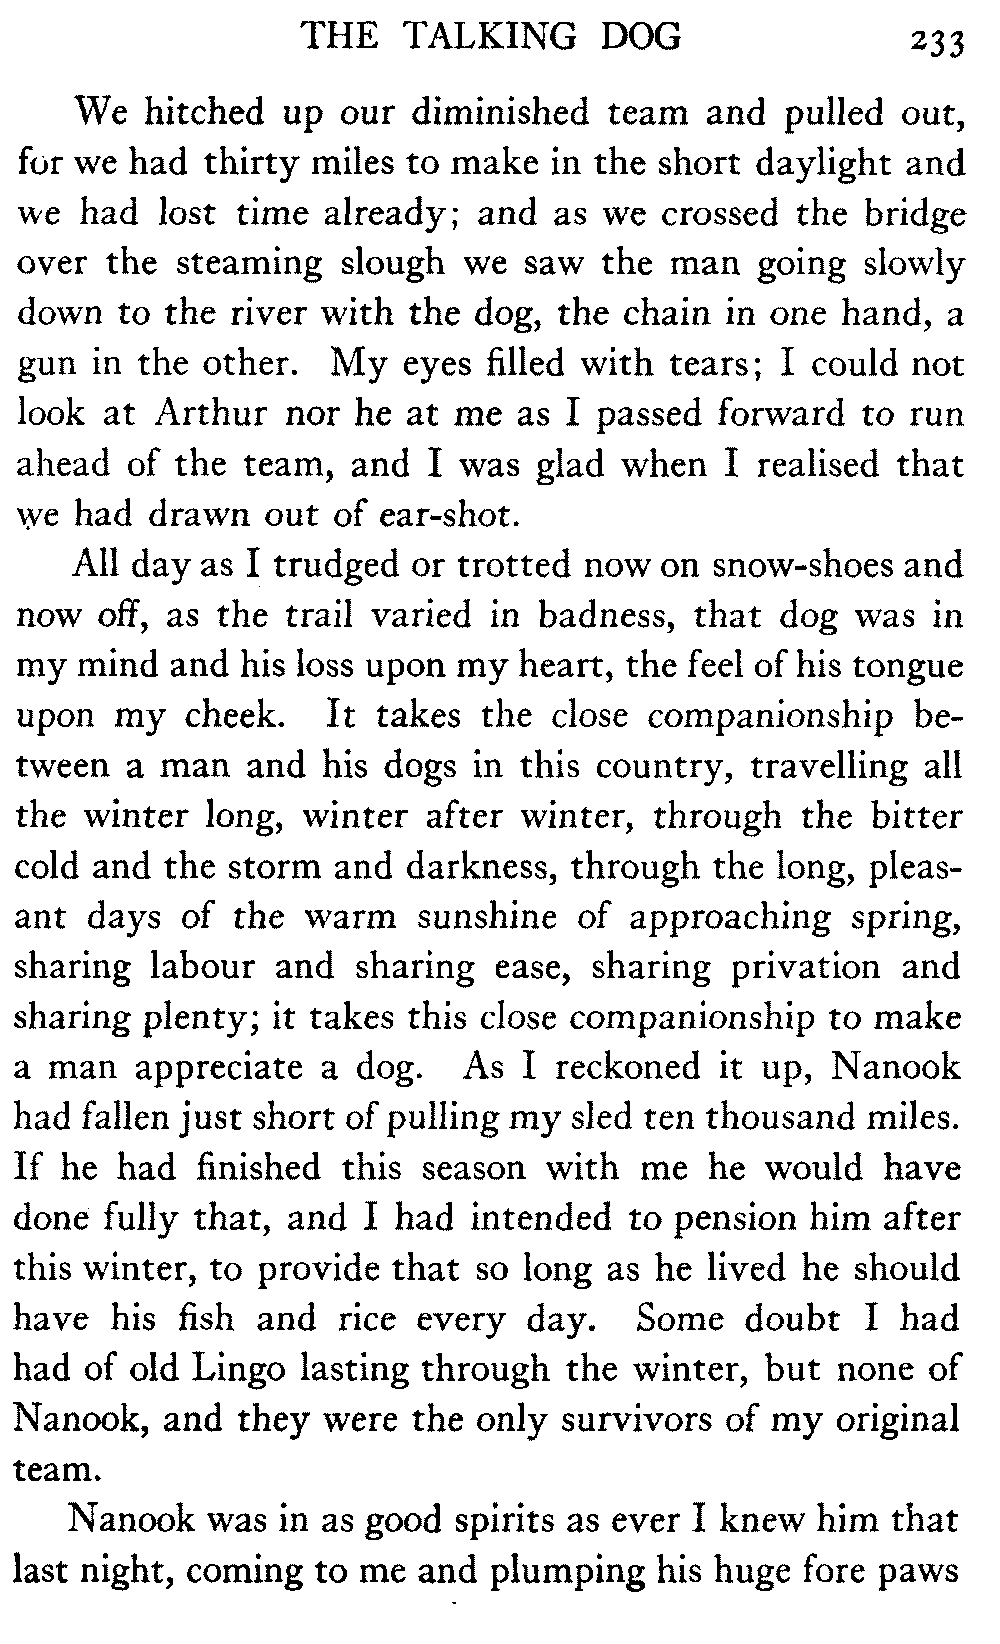 THE TALKING DOG 233
We hitched up our diminished team and pulled out,
for we had thirty miles to make in the short daylight and
we had lost time already; and as we crossed the bridge
over the steaming slough we saw the man going slowly
down to the river with the dog, the chain in one hand, a
gun in the other. My eyes filled with tears; I could not
look at Arthur nor he at me as I passed forward to run
ahead of the team, and I was glad when I realised that
we had drawn out of ear-shot.
All day as I trudged or trotted now on snow-shoes and
now off, as the trail varied in badness, that dog was in
my mind and his loss upon my heart, the feel of his tongue
upon my cheek. It takes the close companionship be-
tween a man and his dogs in this country, travelling all
the winter long, winter after winter, through the bitter
cold and the storm and darkness, through the long, pleas-
ant days of the warm sunshine of approaching spring,
sharing labour and sharing ease, sharing privation and
sharing plenty; it takes this close companionship to make
a man appreciate a dog. As I reckoned it up, Nanook
had fallen just short of pulling my sled ten thousand miles.
If he had finished this season with me he would have
done fully that, and I had intended to pension him after
this winter, to provide that so long as he lived he should
have his fish and rice every day. Some doubt I had
had of old Lingo lasting through the winter, but none of
Nanook, and they were the only survivors of my original
team.
Nanook was in as good spirits as ever I knew him that
last night, coming to me and plumping his huge fore paws